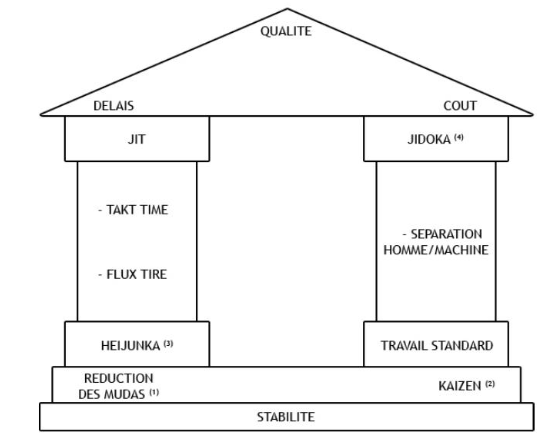 QUALITE
DELAIS COUT
JIT JIDOKA (4)
- TAKT TIME
- SEPARATION
HOMME/MACHINE
- FLUX TIRE
HEIJUNKA (3) TRAVAIL STANDARD
REDUCTION
DES MUDAS (1)
KAIZEN (2)
STABILITE